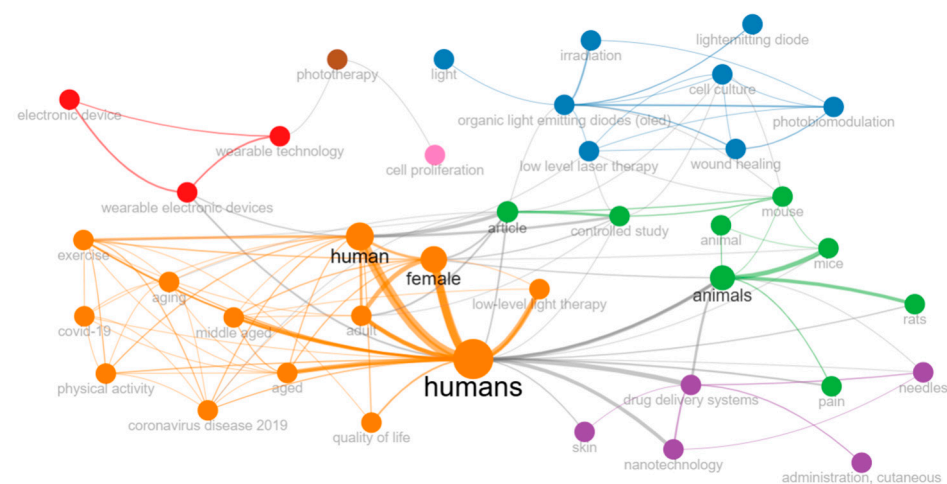 lightemitting diode
irradiation
phototherapy
light
cell culture
electronic device
organic light emitting diodes (oled)
photobiomodulation
wearable technology
cell proliferation
low level laser therapy
wound healing
wearable electronic devices
mouse
article
controlled study
animal
exercise
human
mice
female
aging
low-level light therapy
animals
covid-19
middle aged
adult
rats
humans
physical activity
aged
drug delivery systems
pain
needles
coronavirus disease 2019
quality of life
skin
nanotechnology
administration, cutaneous